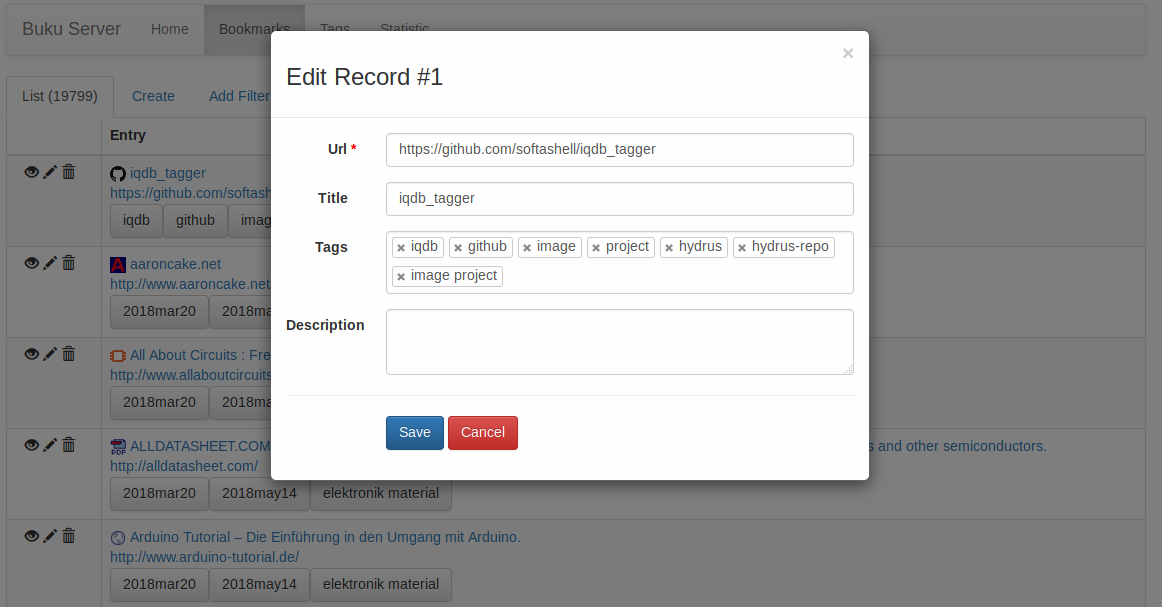 Buku Server Home Bookmarks Tags Statistic
×
Edit Record #1
List (19799) Create Add Filter
Entry
Url *
https://github.com/softashell/iqdb_tagger
Title
iqdb_tagger
Tags
× iqdb × github × image × project × hydrus × hydrus-repo
× image project
Description
Save Cancel
iqdb_tagger
https://github.com/softash
iqdb github imag
aaroncake.net
http://www.aaroncake.net
2018mar20 2018ma
All About Circuits : Fre
http://www.allaboutcircuits
2018mar20 2018ma
ALLDATASHEET.COM s and other semiconductors.
http://alldatasheet.com/
2018mar20 2018may14 elektronik material
Arduino Tutorial – Die Einführung in den Umgang mit Arduino.
http://www.arduino-tutorial.de/
2018mar20 2018may14 elektronik material